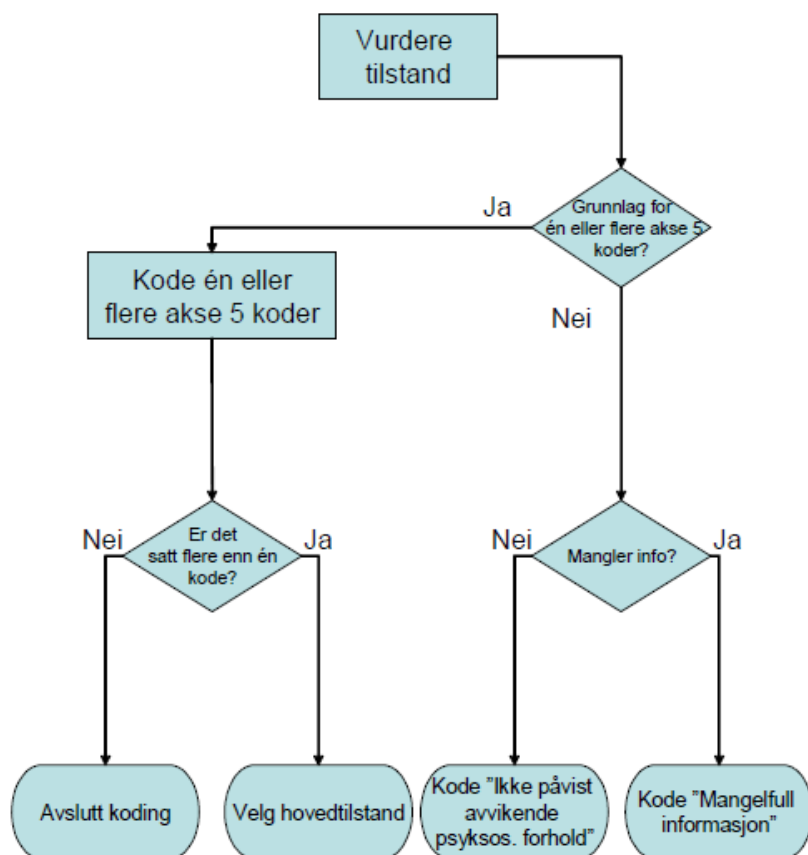 Vurdere
tilstand
Grunnlag for
én eller flere akse 5
koder?
Ja
Kode én eller
flere akse 5 koder
Nei
Nei
Er det
satt flere enn én
kode?
Ja
Nei
Mangler info?
Ja
Avslutt koding
Velg hovedtilstand
Kode ”Ikke påvist
avvikende
psyksos. forhold”
Kode ”Mangelfull
informasjon”